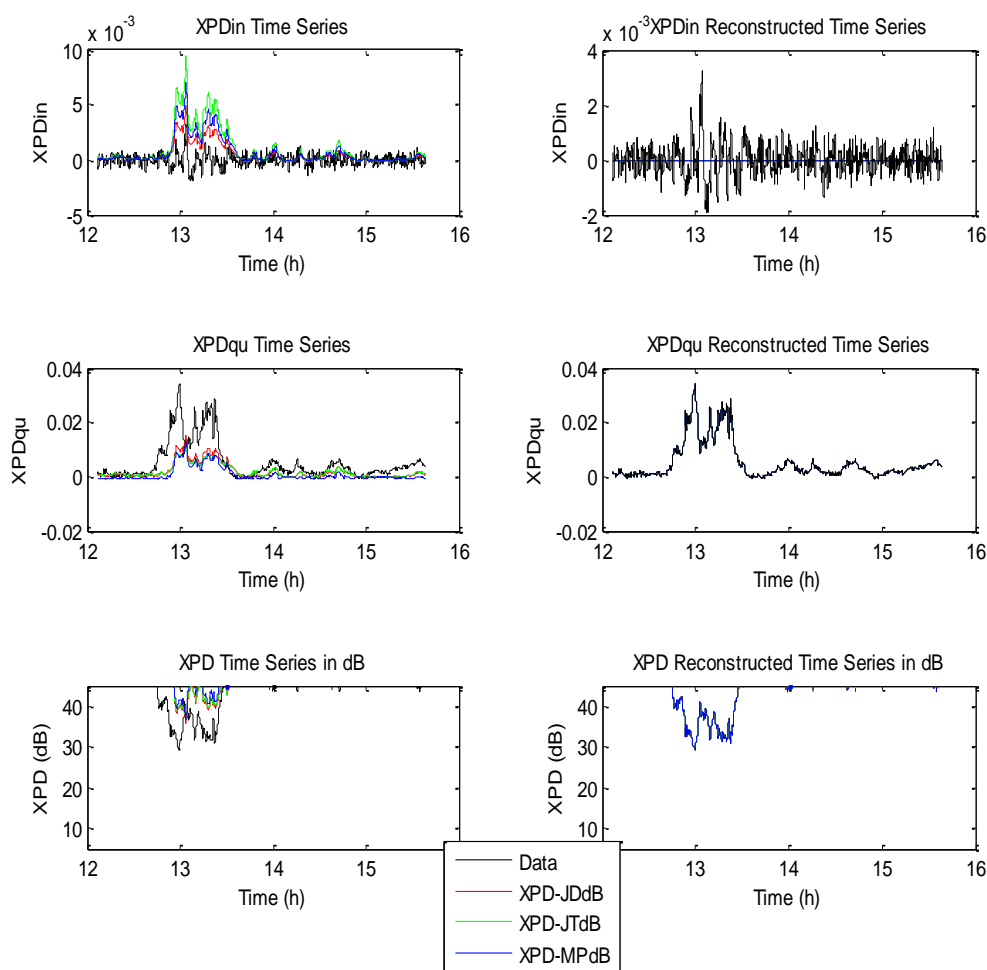 XPDin Time Series
x 10⁻³
XPDin
10
5
0
-5
12 13 14 15 16
Time (h)
x 10⁻³XPDin Reconstructed Time Series
XPDin
4
2
0
-2
12 13 14 15 16
Time (h)
XPDqu Time Series
XPDqu
0.04
0.02
0
-0.02
12 13 14 15 16
Time (h)
XPDqu Reconstructed Time Series
XPDqu
0.04
0.02
0
-0.02
12 13 14 15 16
Time (h)
XPD Time Series in dB
XPD (dB)
40
30
20
10
12 13 14 15 16
Time (h)
XPD Reconstructed Time Series in dB
XPD (dB)
40
30
20
10
12 13 14 15 16
Time (h)
Data
XPD-JDdB
XPD-JTdB
XPD-MPdB